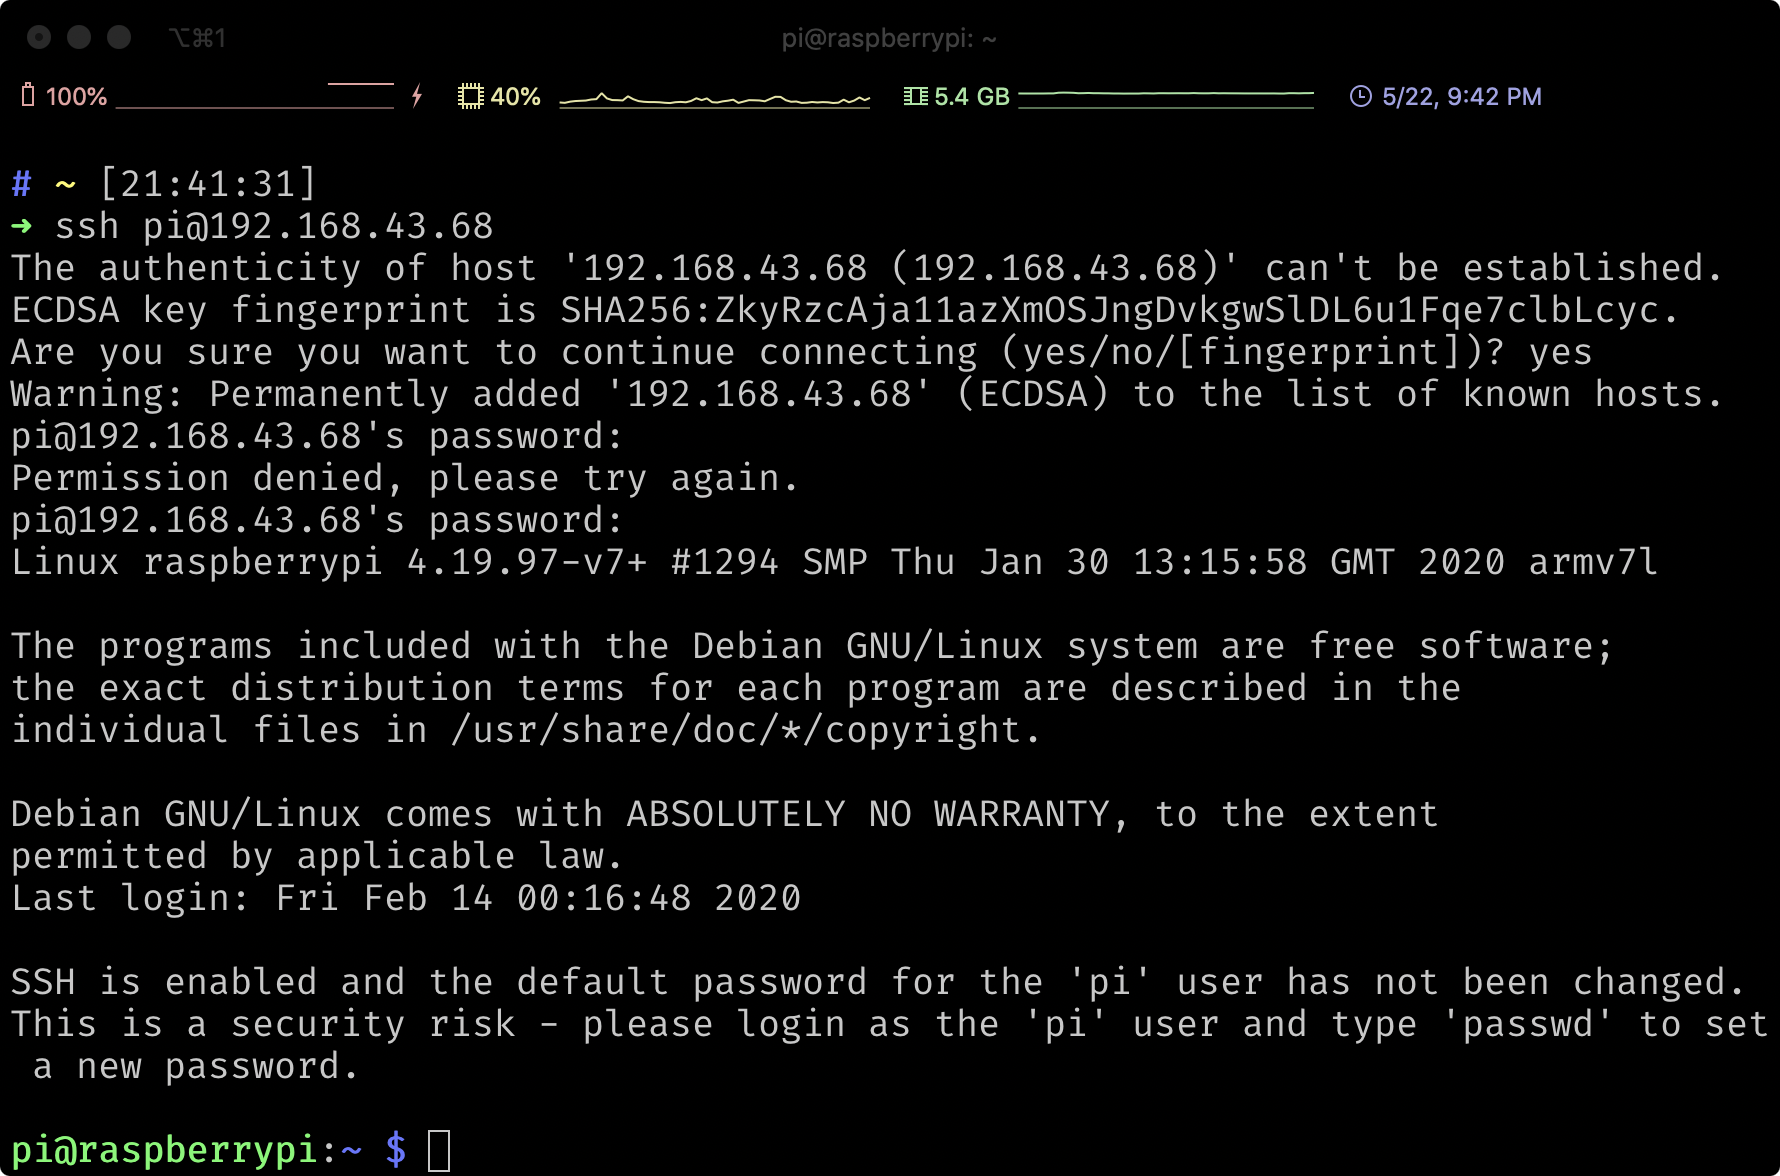 ⌥⌘1 pi@raspberrypi: ~
100% 40% 5.4 GB 5/22, 9:42 PM
# ~ [21:41:31]
➜ ssh pi@192.168.43.68
The authenticity of host '192.168.43.68 (192.168.43.68)' can't be established.
ECDSA key fingerprint is SHA256:ZkyRzcAja11azXmOSJngDvkgwSlDL6u1Fqe7clbLcyc.
Are you sure you want to continue connecting (yes/no/[fingerprint])? yes
Warning: Permanently added '192.168.43.68' (ECDSA) to the list of known hosts.
pi@192.168.43.68's password:
Permission denied, please try again.
pi@192.168.43.68's password:
Linux raspberrypi 4.19.97-v7+ #1294 SMP Thu Jan 30 13:15:58 GMT 2020 armv7l
The programs included with the Debian GNU/Linux system are free software;
the exact distribution terms for each program are described in the
individual files in /usr/share/doc/*/copyright.
Debian GNU/Linux comes with ABSOLUTELY NO WARRANTY, to the extent
permitted by applicable law.
Last login: Fri Feb 14 00:16:48 2020
SSH is enabled and the default password for the 'pi' user has not been changed.
This is a security risk - please login as the 'pi' user and type 'passwd' to set
a new password.
pi@raspberrypi:~ $